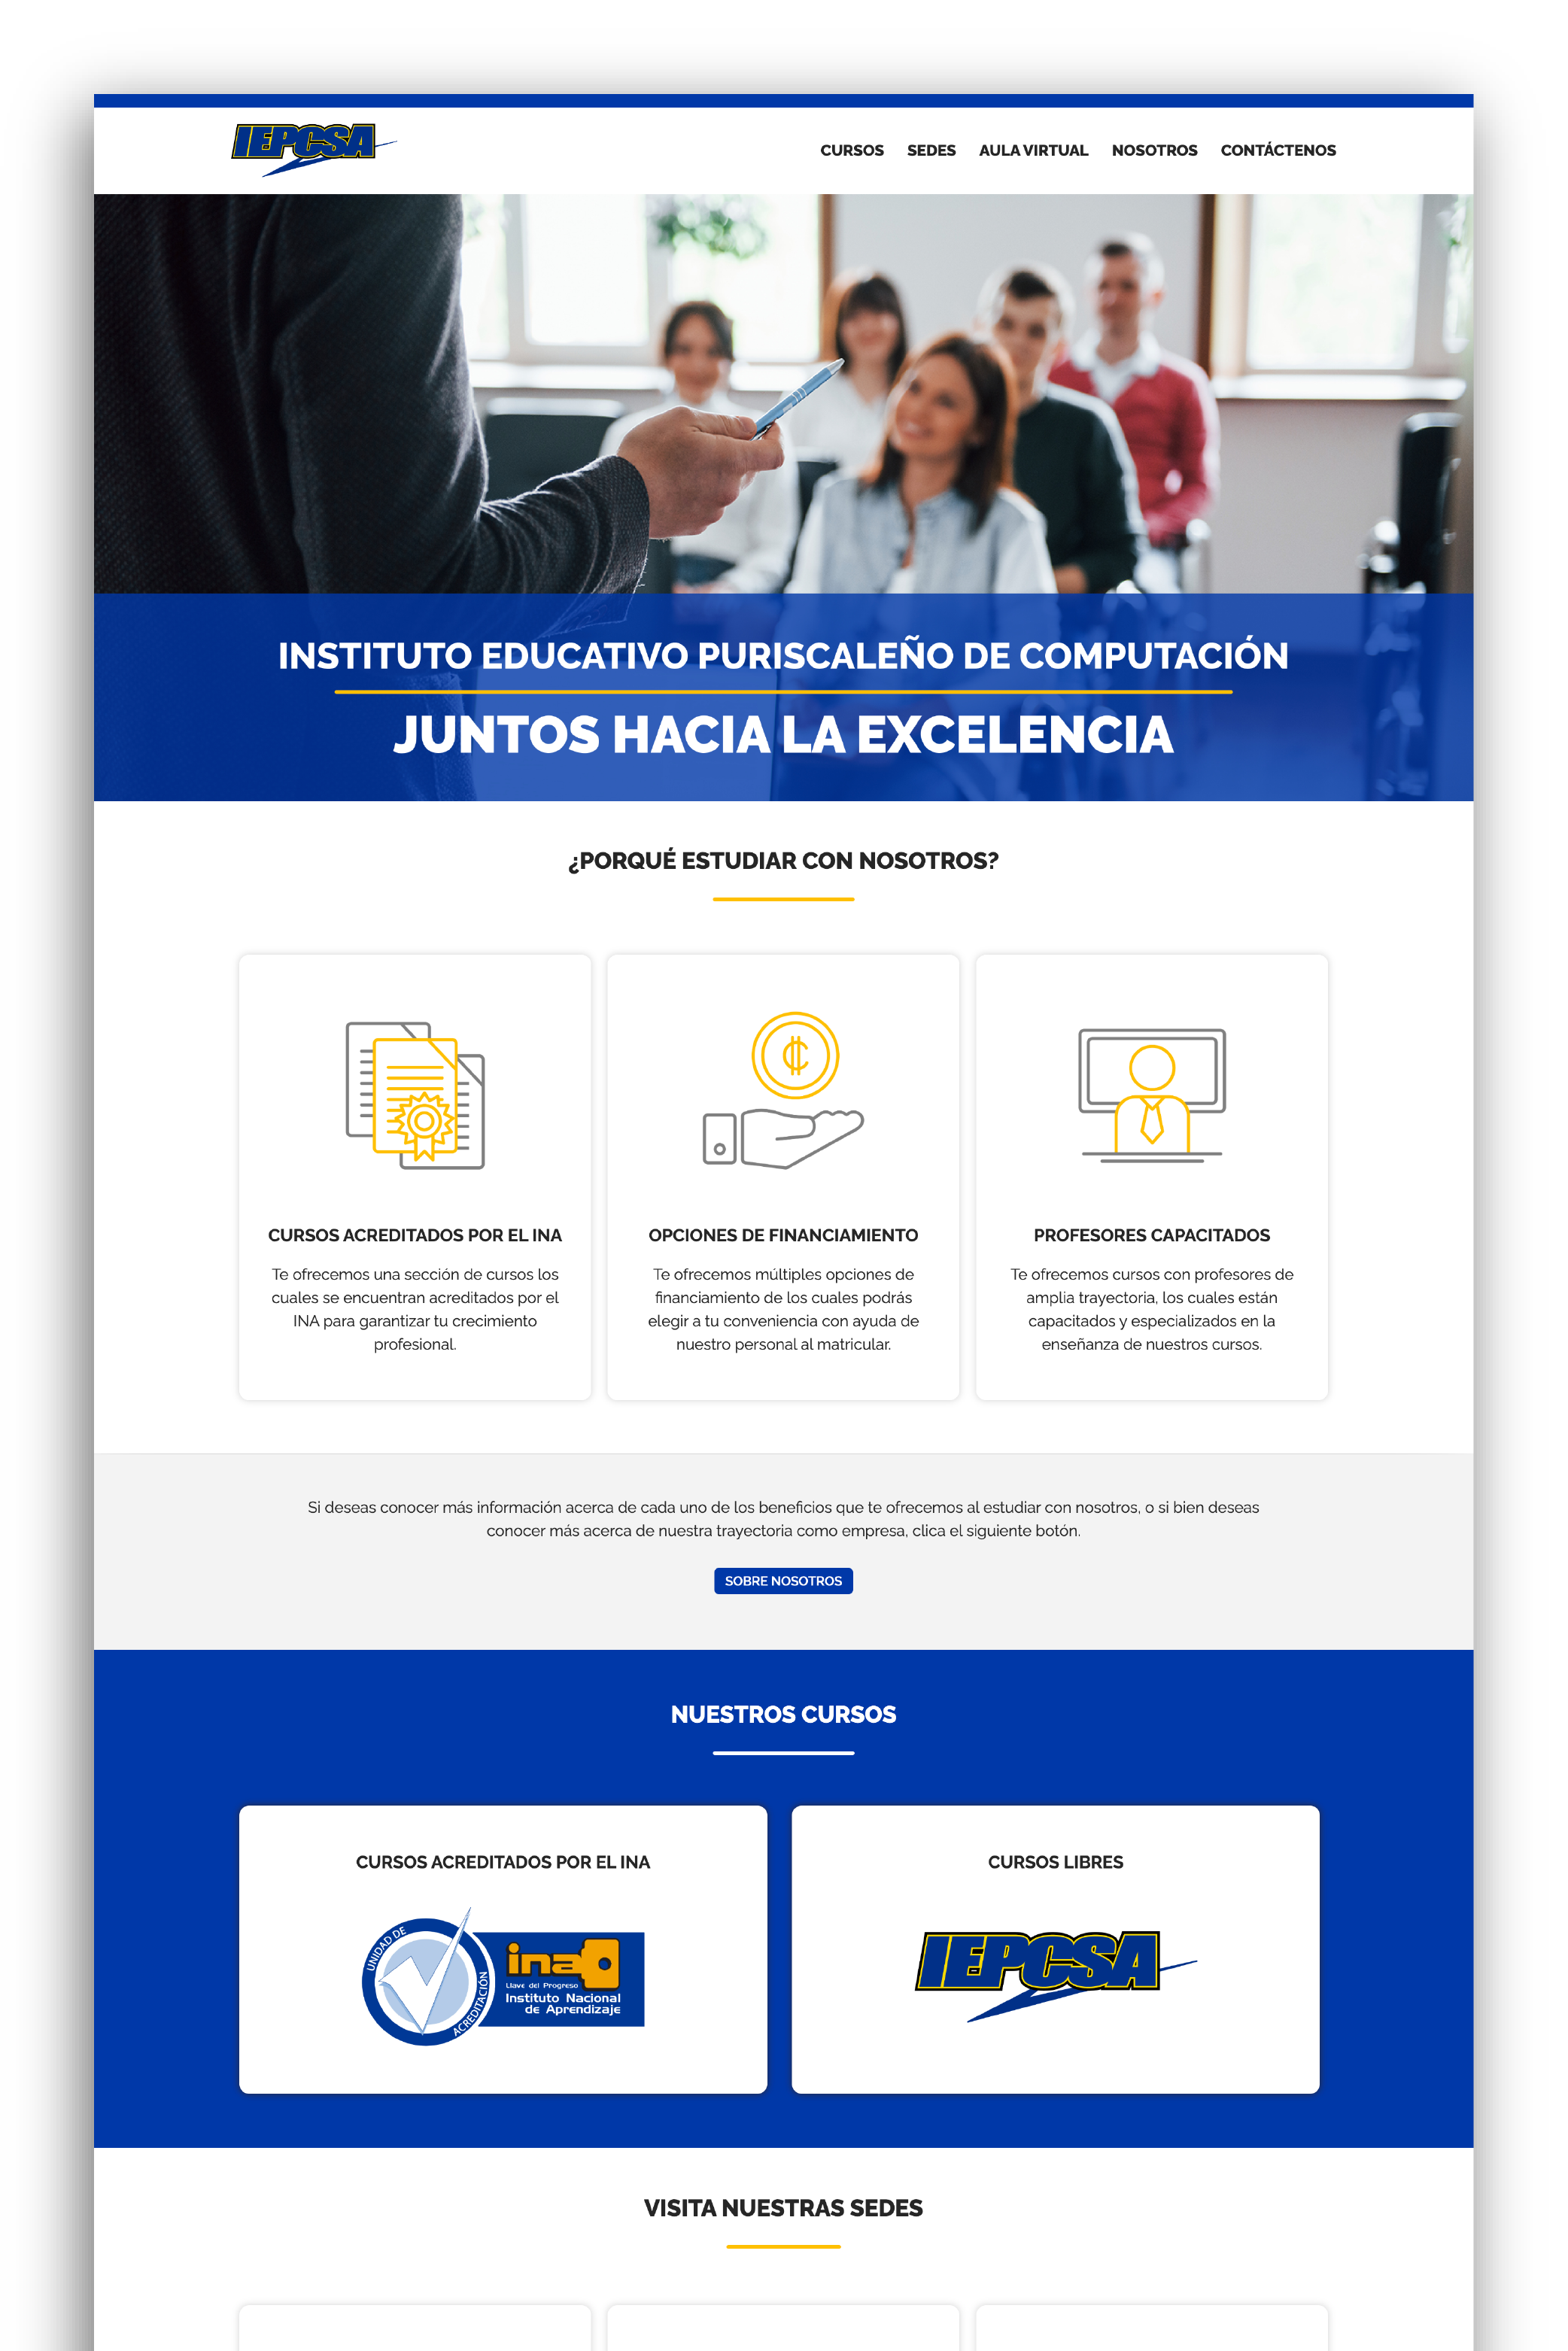 IEPCSA
CURSOS SEDES AULA VIRTUAL NOSOTROS CONTÁCTENOS
INSTITUTO EDUCATIVO PURISCALEÑO DE COMPUTACIÓN
JUNTOS HACIA LA EXCELENCIA
¿PORQUÉ ESTUDIAR CON NOSOTROS?
CURSOS ACREDITADOS POR EL INA
Te ofrecemos una sección de cursos los
cuales se encuentran acreditados por el
INA para garantizar tu crecimiento
profesional.
OPCIONES DE FINANCIAMIENTO
Te ofrecemos múltiples opciones de
financiamiento de los cuales podrás
elegir a tu conveniencia con ayuda de
nuestro personal al matricular.
PROFESORES CAPACITADOS
Te ofrecemos cursos con profesores de
amplia trayectoria, los cuales están
capacitados y especializados en la
enseñanza de nuestros cursos.
Si deseas conocer más información acerca de cada uno de los beneficios que te ofrecemos al estudiar con nosotros, o si bien deseas
conocer más acerca de nuestra trayectoria como empresa, clica el siguiente botón.
SOBRE NOSOTROS
NUESTROS CURSOS
CURSOS ACREDITADOS POR EL INA
UNIDAD DE
ACREDITACIÓN
ina
Llave del Progreso
Instituto Nacional
de Aprendizaje
CURSOS LIBRES
IEPCSA
VISITA NUESTRAS SEDES